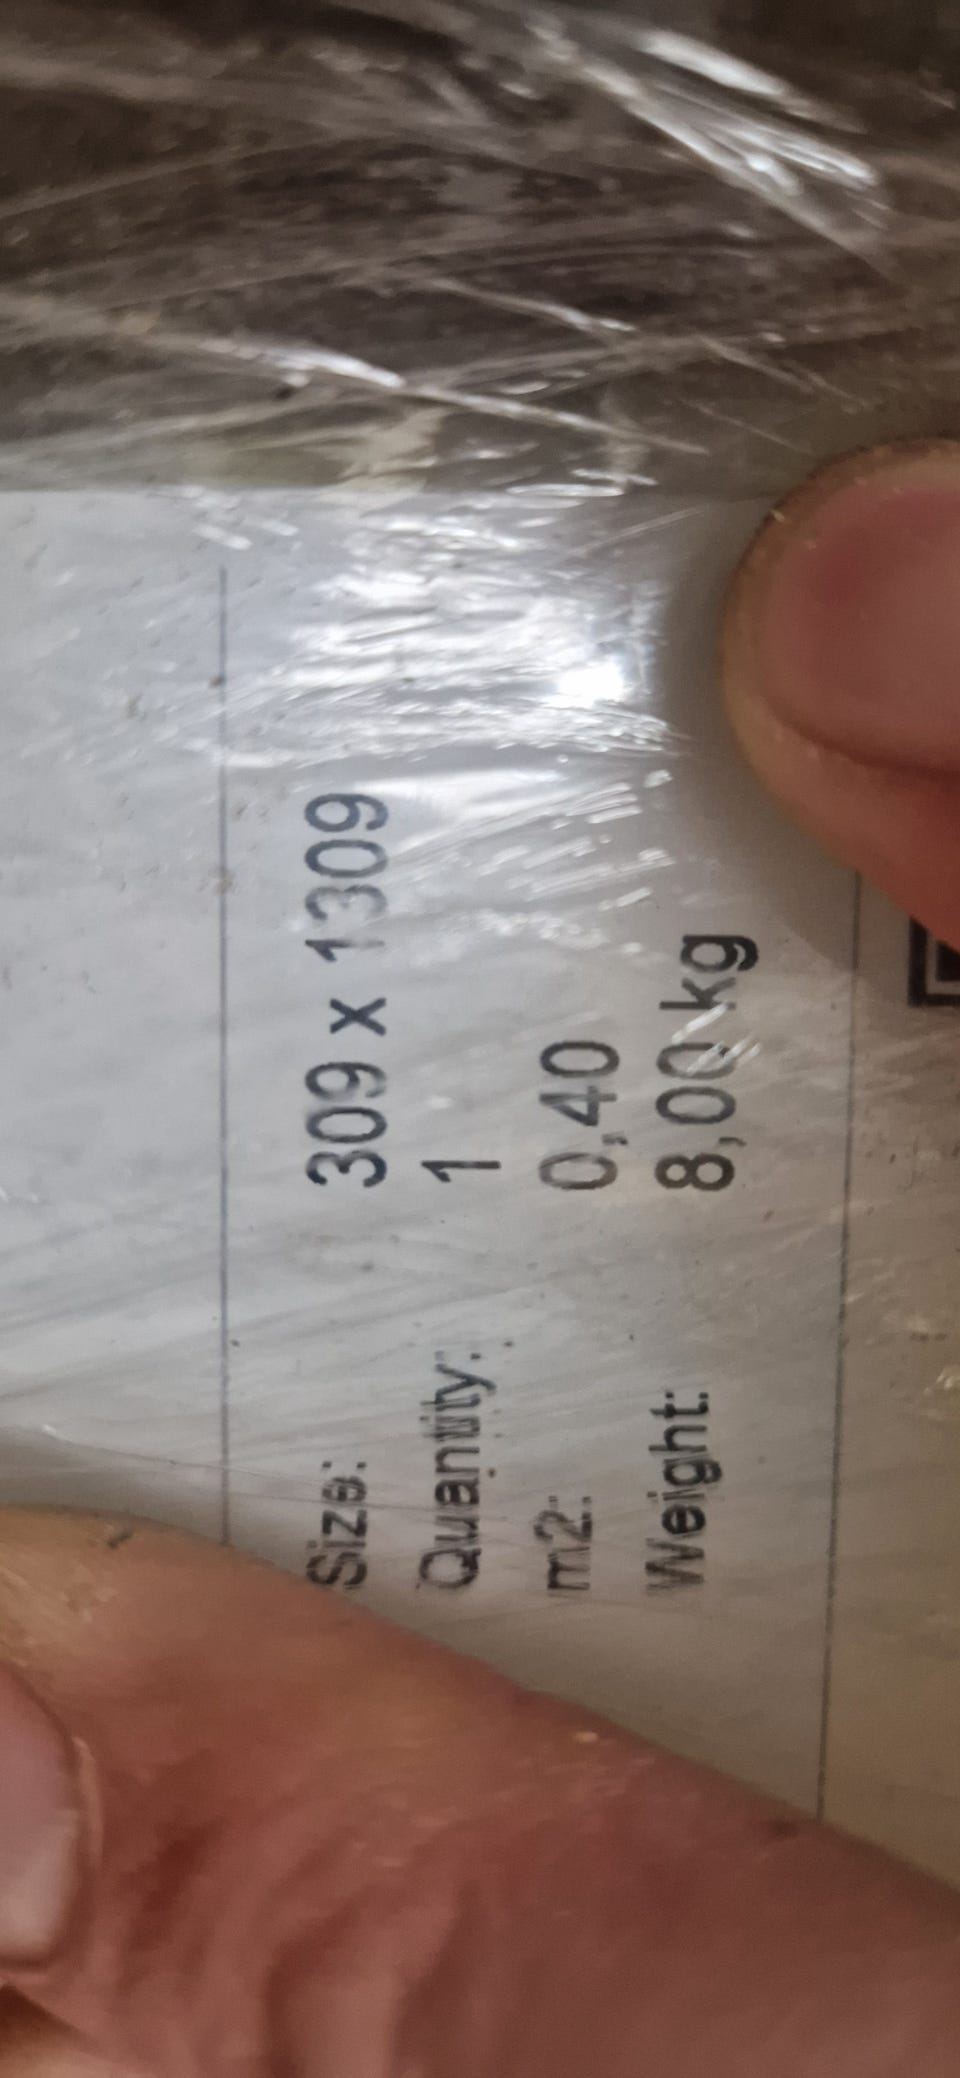 Size: 309 x 1309
Quantity: 1
m2: 0,40
Weight: 8,00 kg